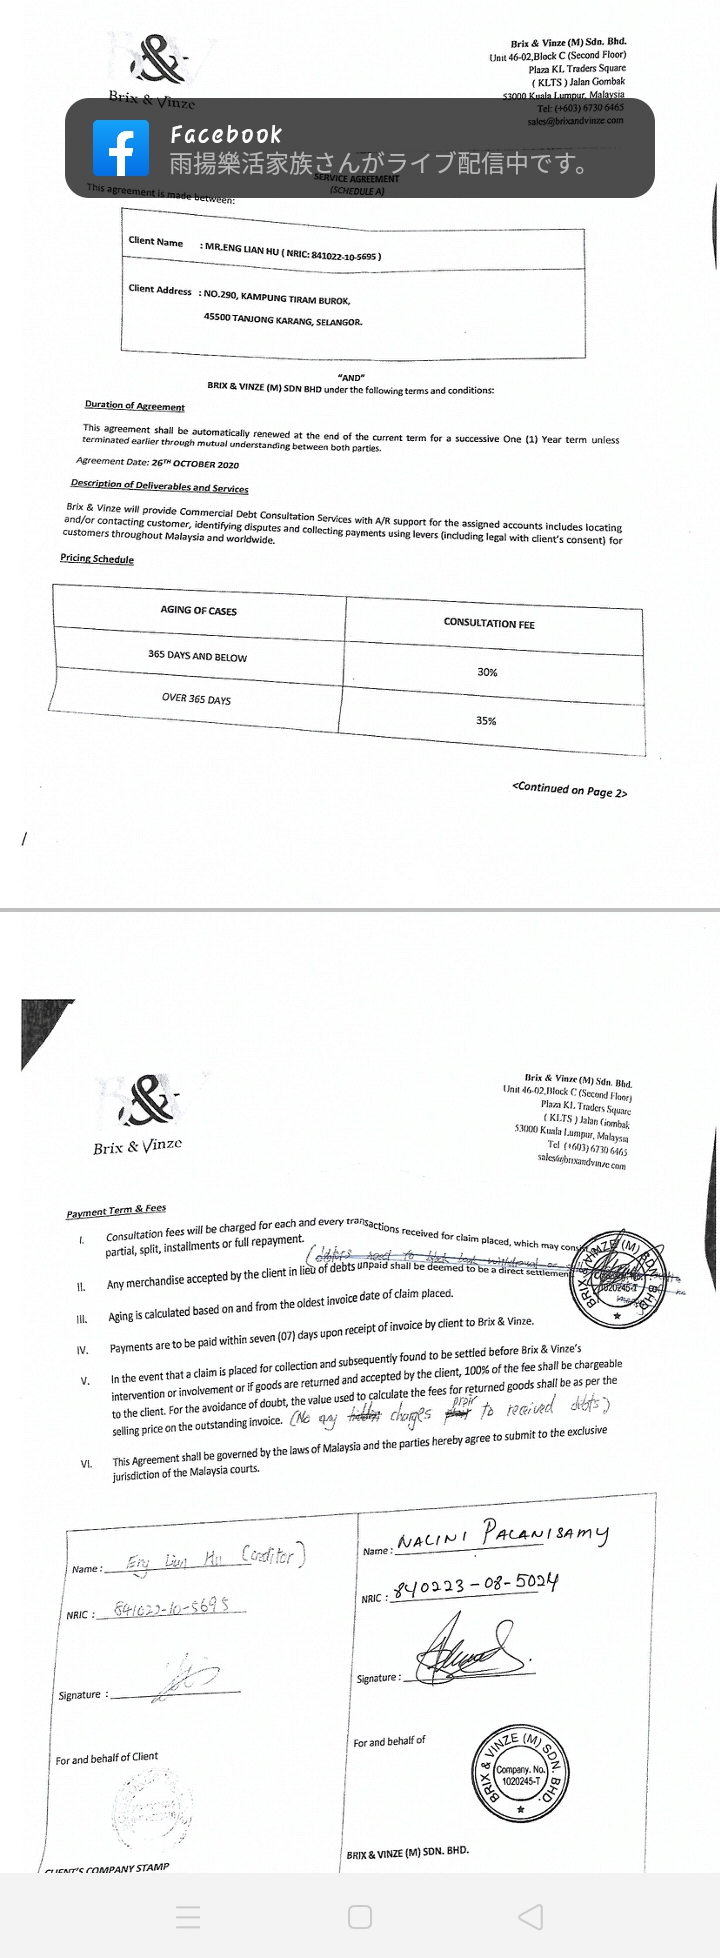 Brix & Vinze
Brix & Vinze (M) Sdn. Bhd.
Unit 46-02,Block C (Second Floor)
Plaza KL Traders Square
( KLTS ) Jalan Gombak
53000 Kuala Lumpur, Malaysia
Tel: (+603) 6730 6465
sales@brixandvinze.com
Facebook
雨揚樂活家族さんがライブ配信中です。
SERVICE AGREEMENT
(SCHEDULE A)
This agreement is made between:
Client Name : MR.ENG LIAN HU ( NRIC: 841022-10-5695 )
Client Address : NO.290, KAMPUNG TIRAM BUROK,
45500 TANJONG KARANG, SELANGOR.
"AND"
BRIX & VINZE (M) SDN BHD under the following terms and conditions:
Duration of Agreement
This agreement shall be automatically renewed at the end of the current term for a successive One (1) Year term unless
terminated earlier through mutual understanding between both parties.
Agreement Date: 26TH OCTOBER 2020
Description of Deliverables and Services
Brix & Vinze will provide Commercial Debt Consultation Services with A/R support for the assigned accounts includes locating
and/or contacting customer, identifying disputes and collecting payments using levers (including legal with client's consent) for
customers throughout Malaysia and worldwide.
Pricing Schedule
AGING OF CASES CONSULTATION FEE
365 DAYS AND BELOW 30%
OVER 365 DAYS 35%
<Continued on Page 2>
Brix & Vinze
Brix & Vinze (M) Sdn. Bhd.
Unit 46-02,Block C (Second Floor)
Plaza KL Traders Square
( KLTS ) Jalan Gombak
53000 Kuala Lumpur, Malaysia
Tel (+603) 6730 6465
sales@brixandvinze.com
Payment Term & Fees
I. Consultation fees will be charged for each and every transactions received for claim placed, which may
partial, split, installments or full repayment.
II. Any merchandise accepted by the client in lieu of debts unpaid shall be deemed to be a direct settlement
III. Aging is calculated based on and from the oldest invoice date of claim placed.
IV. Payments are to be paid within seven (07) days upon receipt of invoice by client to Brix & Vinze.
V. In the event that a claim is placed for collection and subsequently found to be settled before Brix & Vinze's
intervention or involvement or if goods are returned and accepted by the client, 100% of the fee shall be chargeable
to the client. For the avoidance of doubt, the value used to calculate the fees for returned goods shall be as per the
selling price on the outstanding invoice. (No any hidden charges proir to received debts)
VI. This Agreement shall be governed by the laws of Malaysia and the parties hereby agree to submit to the exclusive
jurisdiction of the Malaysia courts.
Name : Eng Lian Hu (creditor)
NRIC : 841022-10-5695
Signature :
For and behalf of Client
CLIENT'S COMPANY STAMP
Name : NALINI PALANISAMY
NRIC : 840223-08-5024
Signature :
For and behalf of
BRIX & VINZE (M) SDN. BHD.
Company. No.
1020245-T
BRIX & VINZE (M) SDN. BHD.